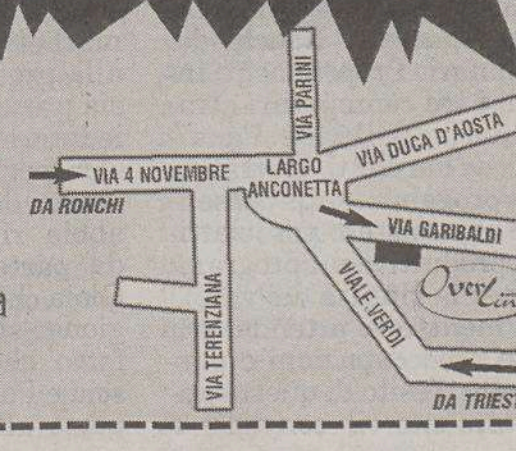 VIA PARINI
VIA DUCA D'AOSTA
VIA 4 NOVEMBRE
LARGO
ANCONETTA
DA RONCHI
VIA GARIBALDI
a
VIALE VERDI
VIA TERENZIANA
Over
DA TRIEST